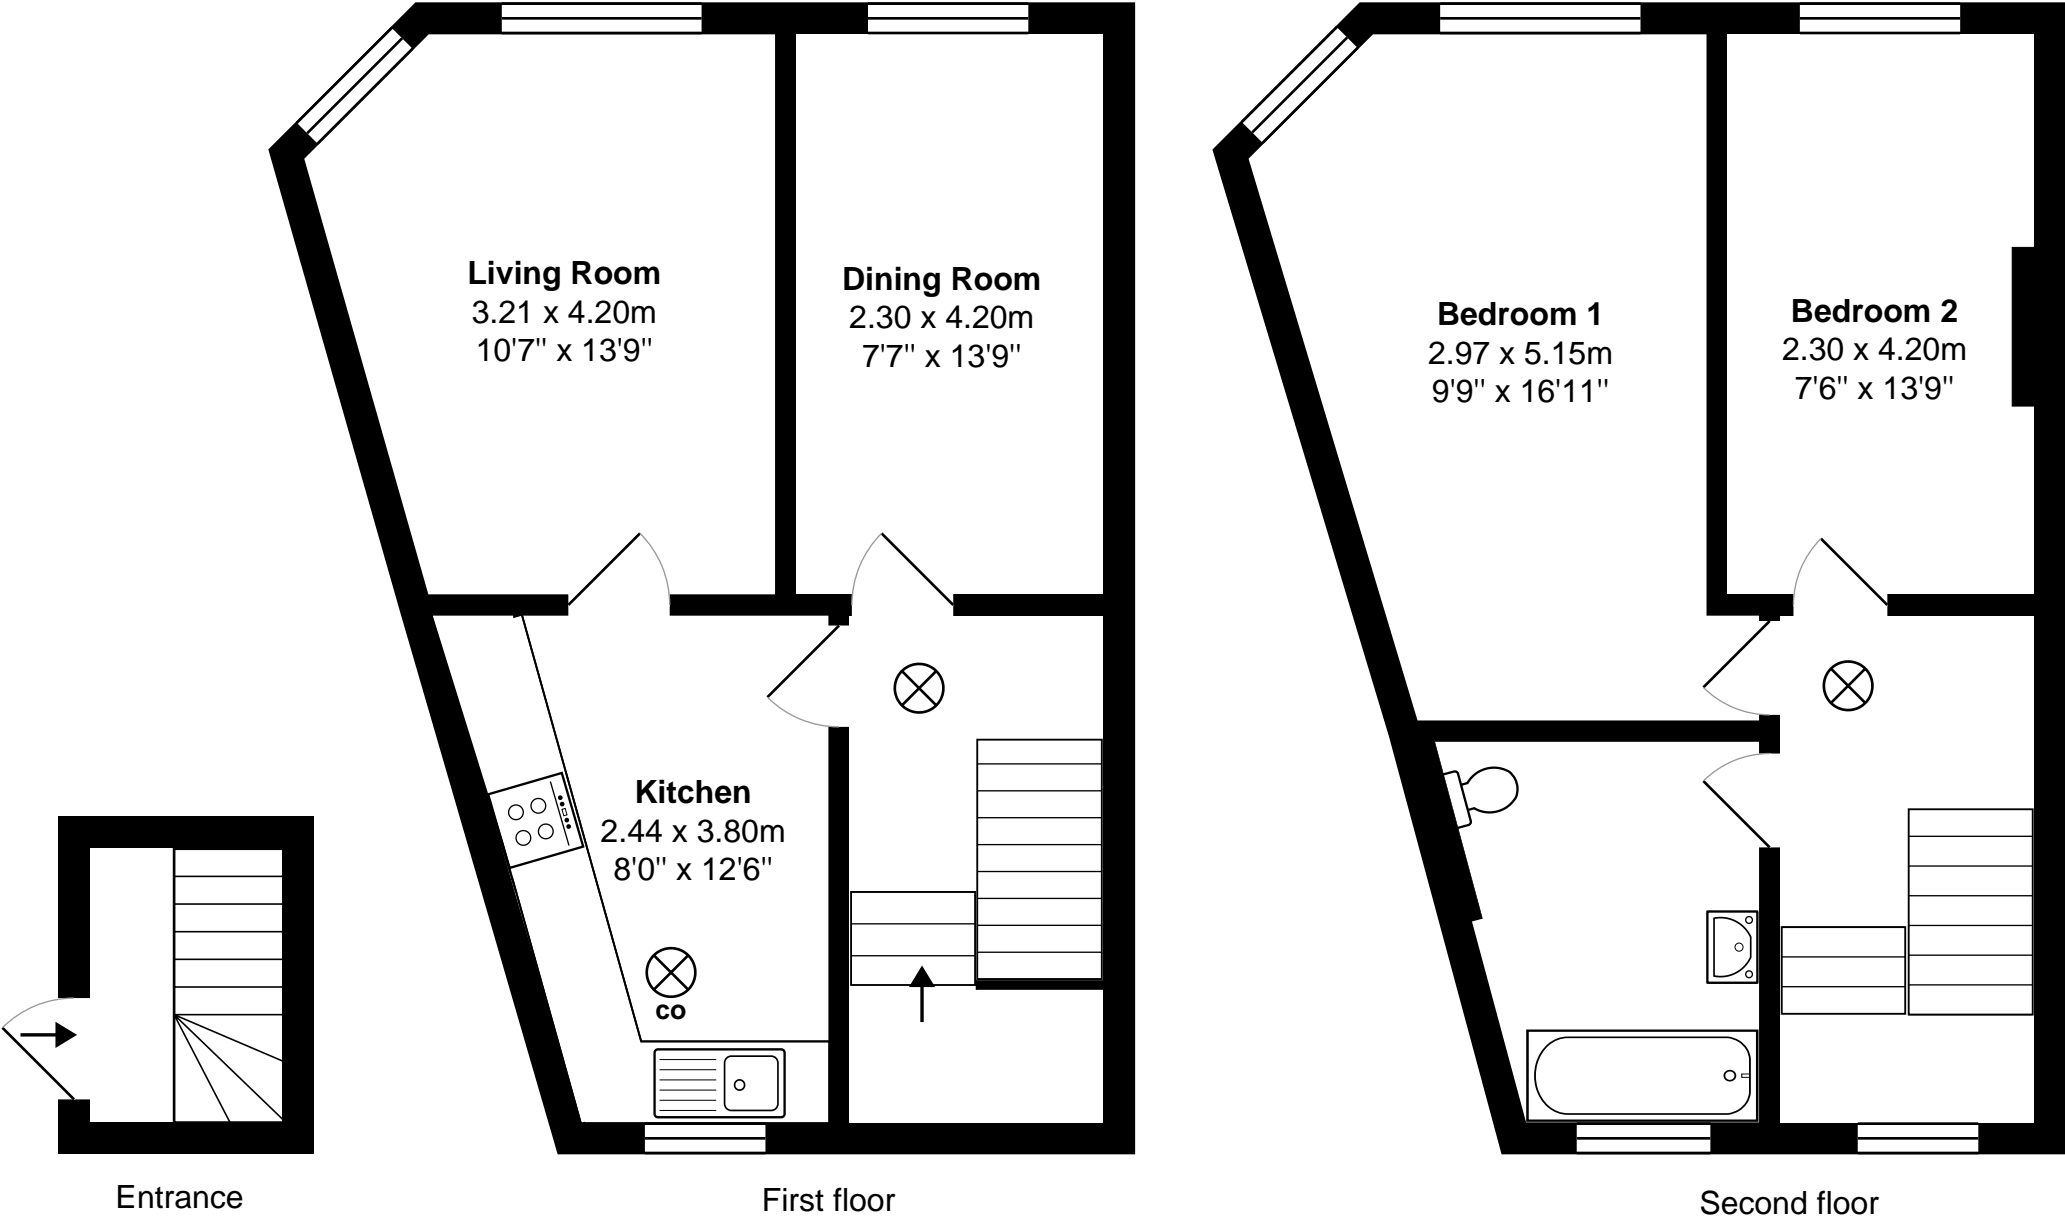 Living Room
3.21 x 4.20m
10'7" x 13'9"
Dining Room
2.30 x 4.20m
7'7" x 13'9"
Kitchen
2.44 x 3.80m
8'0" x 12'6"
co
Bedroom 1
2.97 x 5.15m
9'9" x 16'11"
Bedroom 2
2.30 x 4.20m
7'6" x 13'9"
Entrance
First floor
Second floor